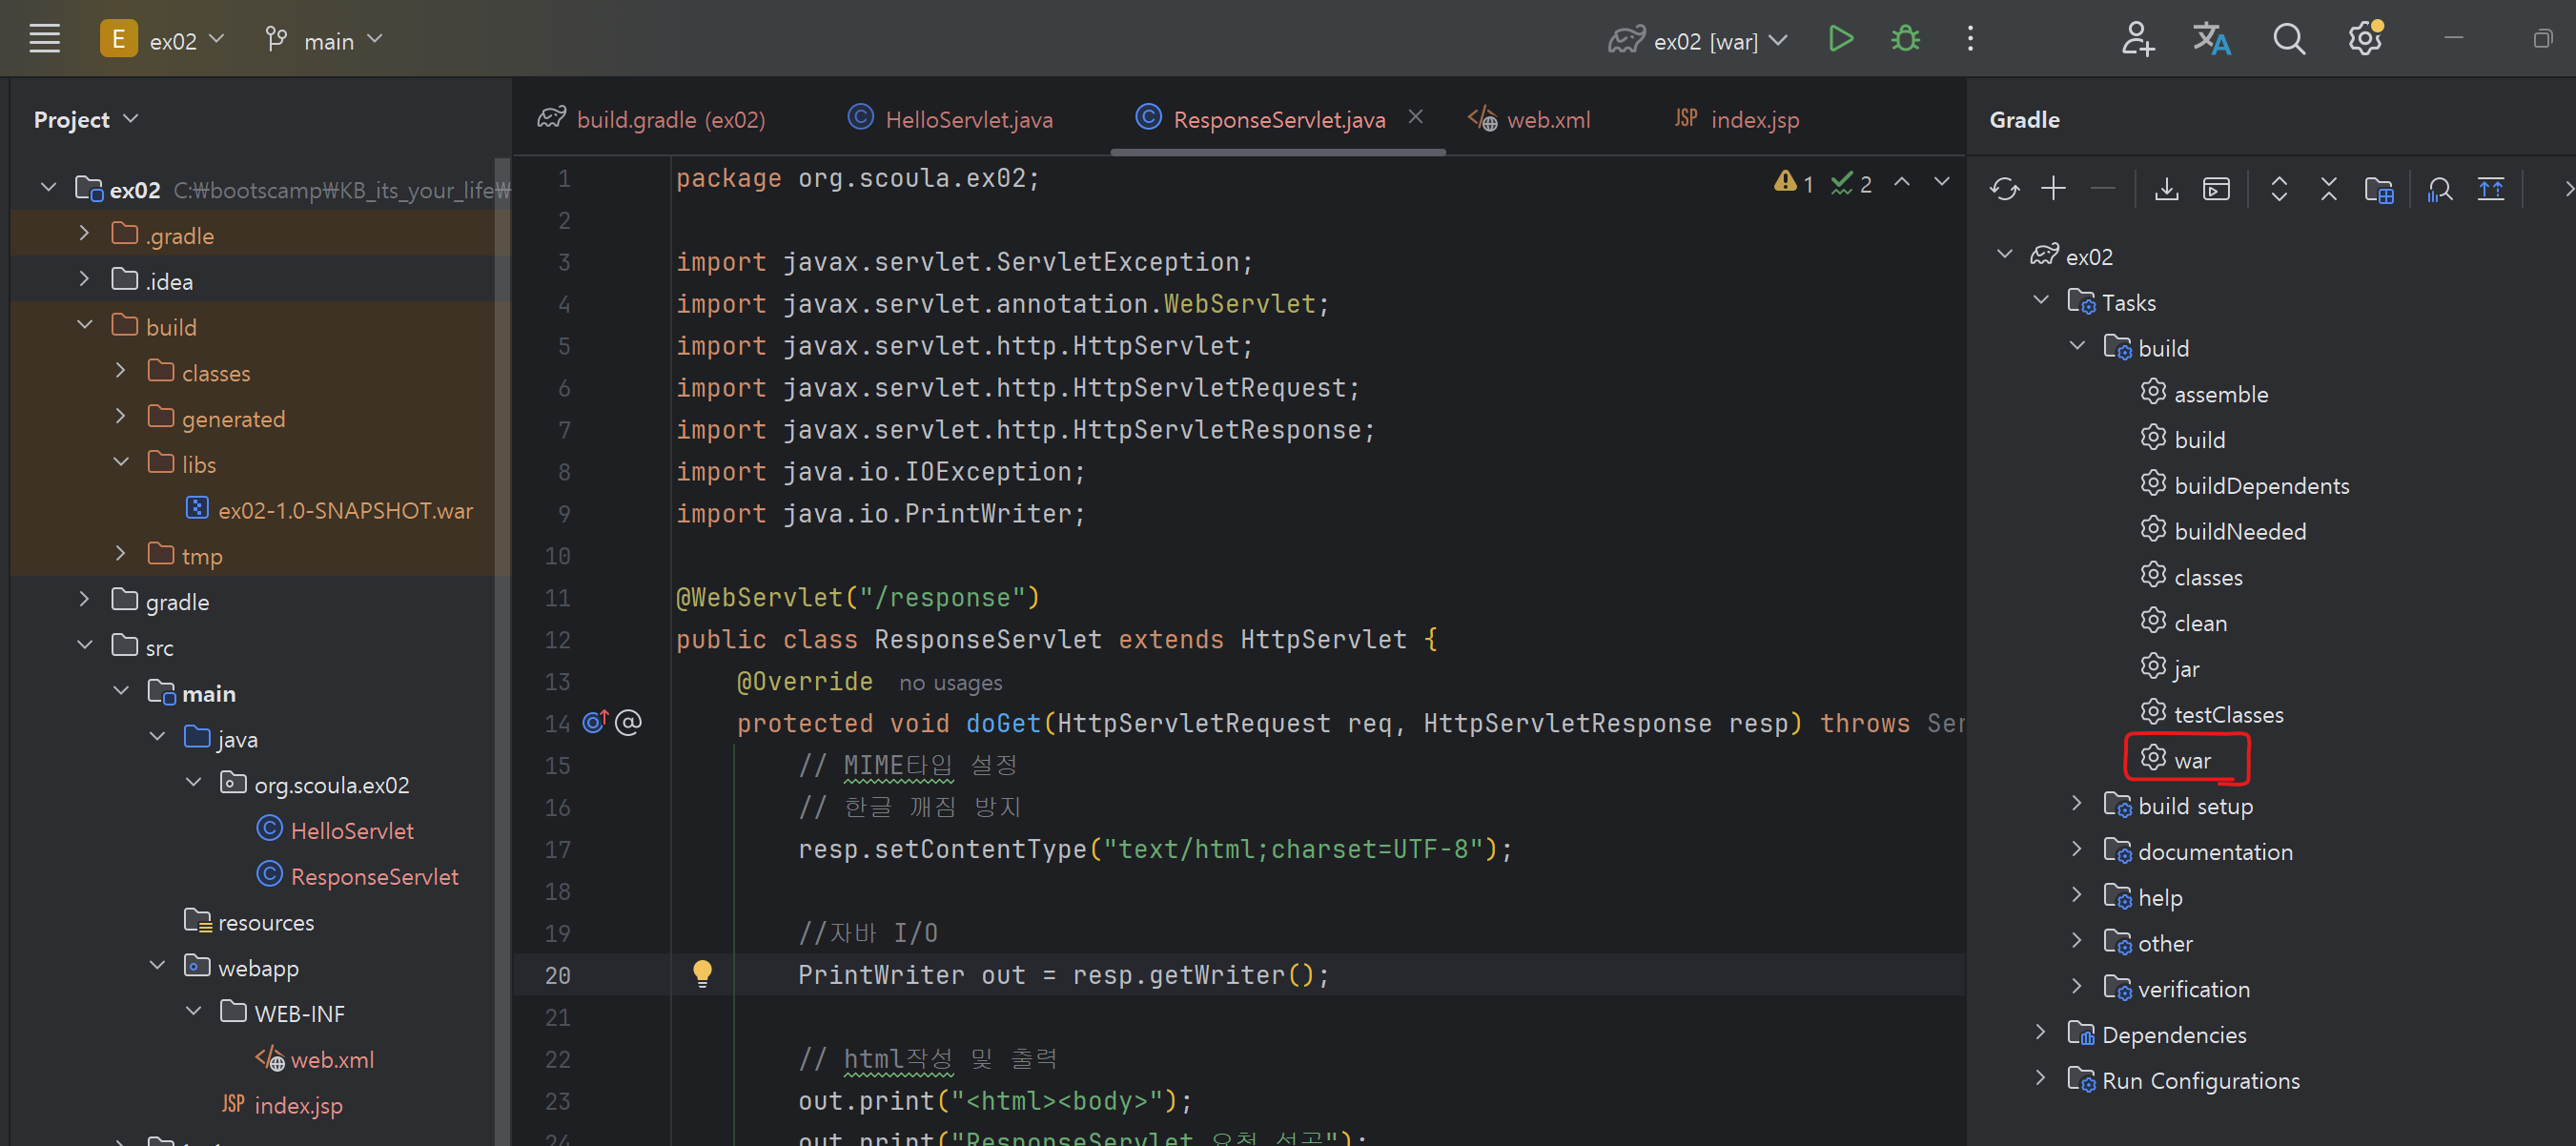 E ex02 main ex02 [war]
Project
ex02 C:\bootscamp\KB_its_your_life\
.gradle
.idea
build
classes
generated
libs
ex02-1.0-SNAPSHOT.war
tmp
gradle
src
main
java
org.scoula.ex02
HelloServlet
ResponseServlet
resources
webapp
WEB-INF
web.xml
JSP index.jsp
build.gradle (ex02) HelloServlet.java ResponseServlet.java web.xml JSP index.jsp
1 package org.scoula.ex02; 1 2
2
3 import javax.servlet.ServletException;
4 import javax.servlet.annotation.WebServlet;
5 import javax.servlet.http.HttpServlet;
6 import javax.servlet.http.HttpServletRequest;
7 import javax.servlet.http.HttpServletResponse;
8 import java.io.IOException;
9 import java.io.PrintWriter;
10
11 @WebServlet("/response")
12 public class ResponseServlet extends HttpServlet {
13 @Override no usages
14 protected void doGet(HttpServletRequest req, HttpServletResponse resp) throws Ser
15 // MIME타입 설정
16 // 한글 깨짐 방지
17 resp.setContentType("text/html;charset=UTF-8");
18
19 //자바 I/O
20 PrintWriter out = resp.getWriter();
21
22 // html작성 및 출력
23 out.print("<html><body>");
24 out.print("ResponseServlet 요청 성공");
Gradle
ex02
Tasks
build
assemble
build
buildDependents
buildNeeded
classes
clean
jar
testClasses
war
build setup
documentation
help
other
verification
Dependencies
Run Configurations